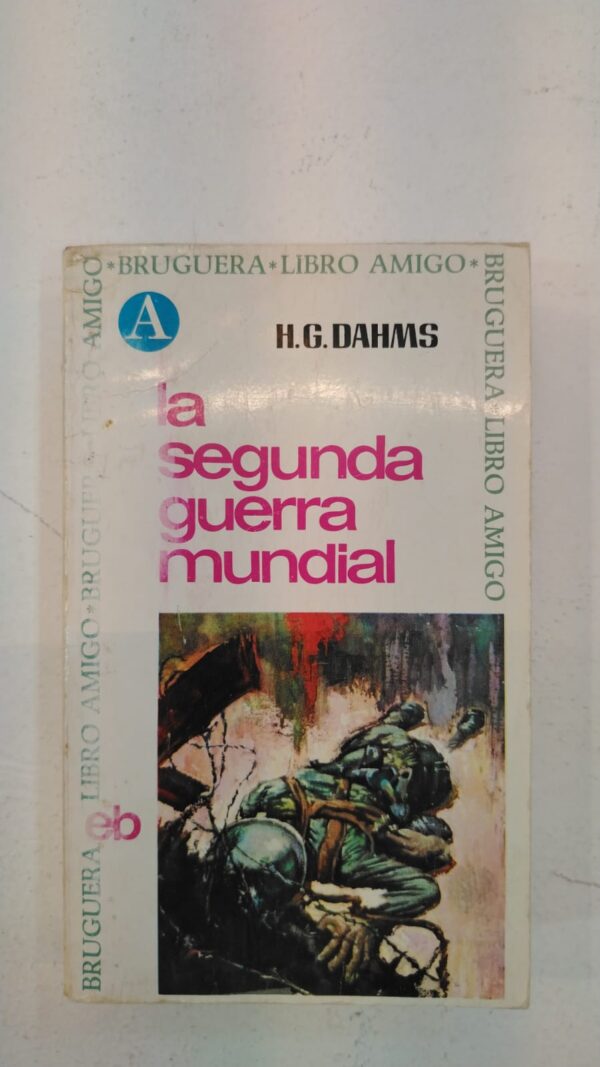 *BRUGUERA*LIBRO AMIGO*
A
H.G.DAHMS
la
segunda
guerra
mundial
BRUGUERA LIBRO AMIGO
BRUGUERA LIBRO AMIGO*BRUGUERA*LIBRO AMIGO
eb